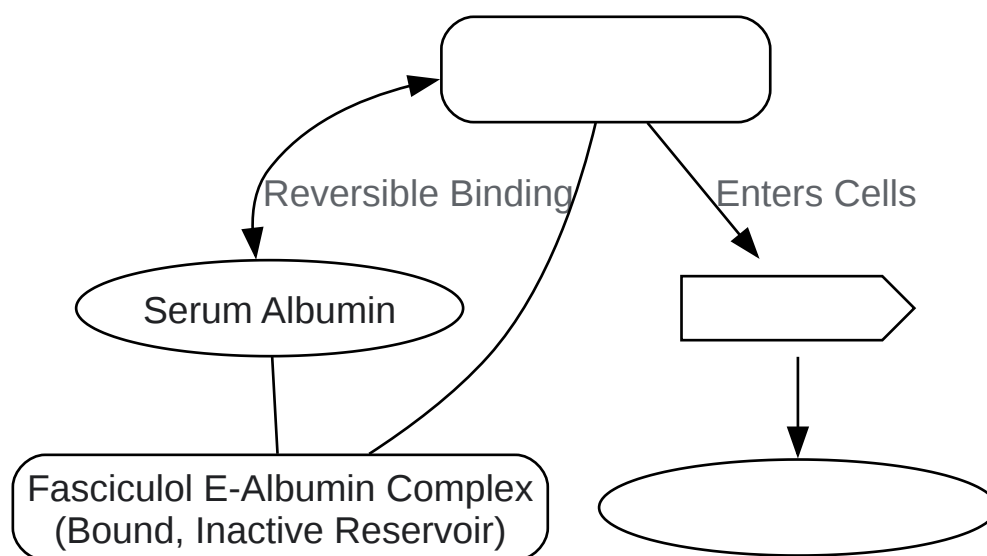 Reversible Binding
Enters Cells
Serum Albumin
Fasciculol E-Albumin Complex
(Bound, Inactive Reservoir)